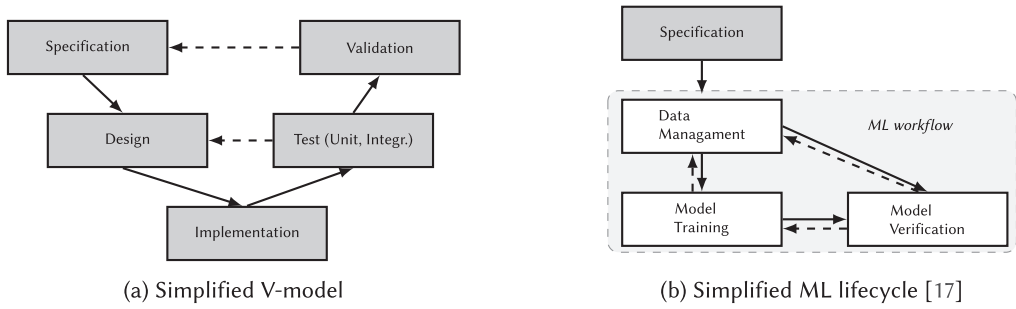 Specification
Validation
Design
Test (Unit, Integr.)
Implementation
(a) Simplified V-model
Specification
Data
Managament
ML workflow
Model
Training
Model
Verification
(b) Simplified ML lifecycle [17]